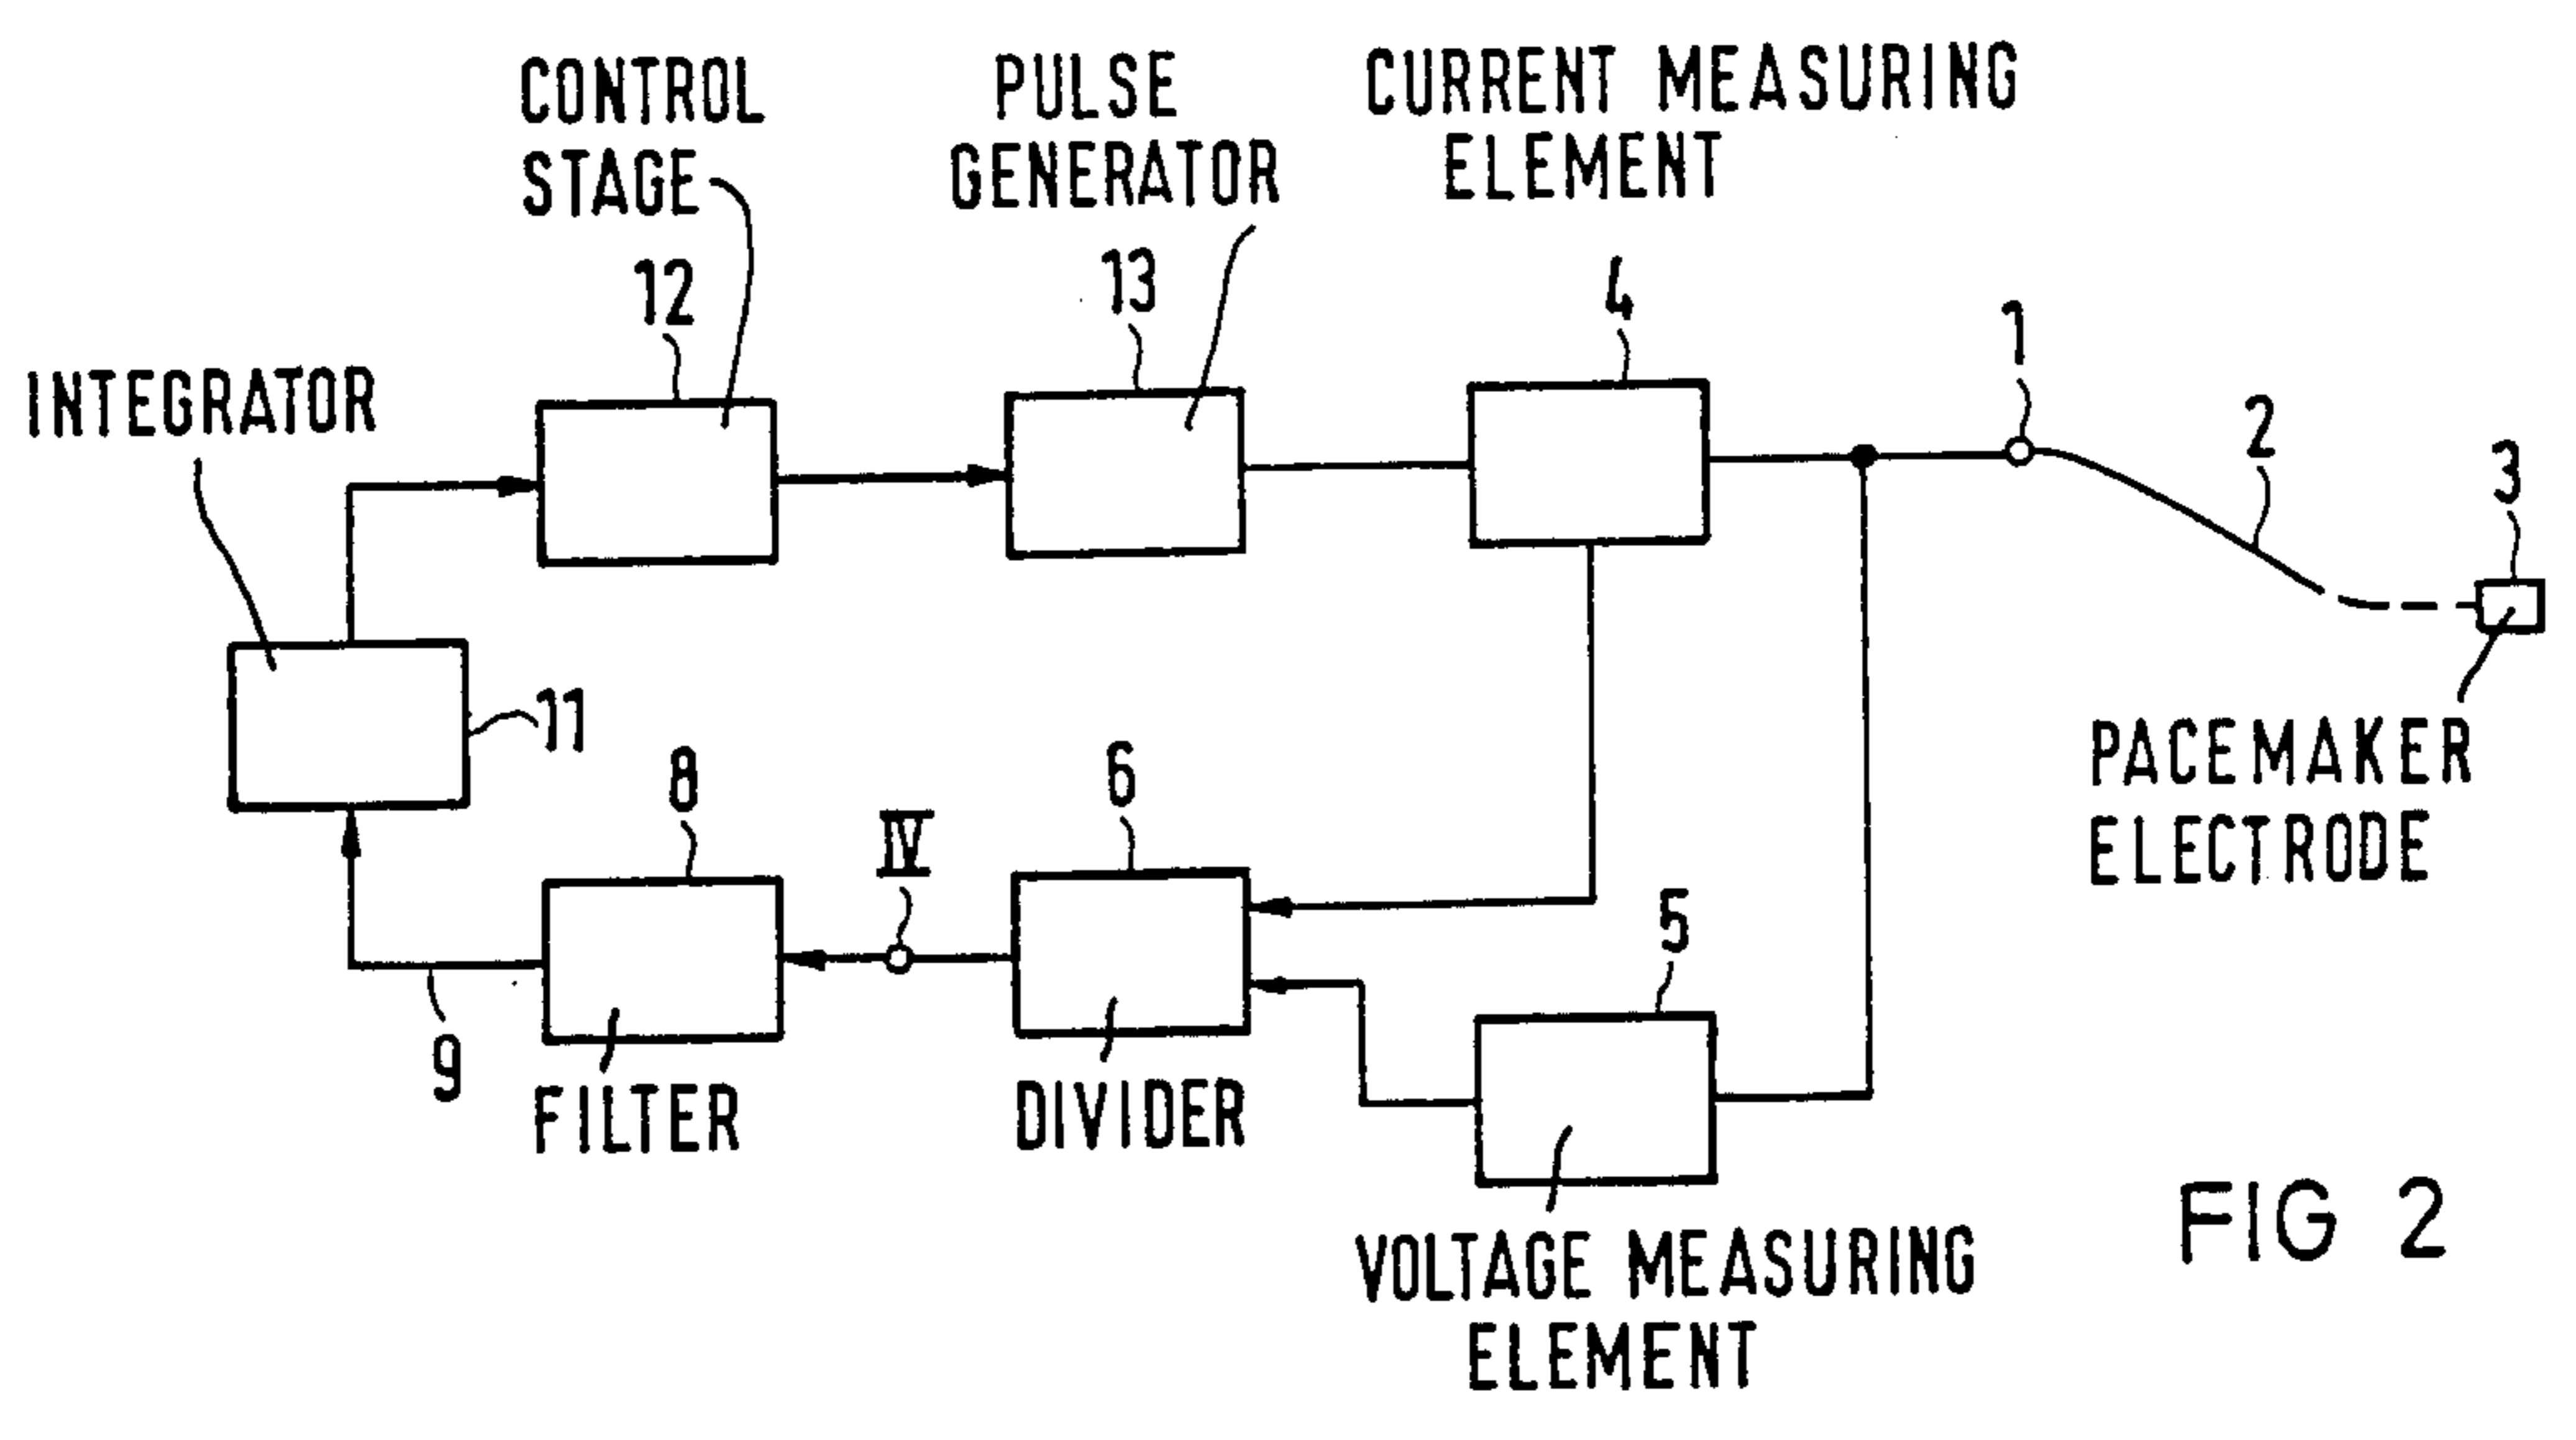 CONTROL
STAGE
PULSE
GENERATOR
CURRENT MEASURING
ELEMENT
12
13
4
1
2
3
INTEGRATOR
11
8
IV
6
5
PACEMAKER
ELECTRODE
9
FILTER
DIVIDER
VOLTAGE MEASURING
ELEMENT
FIG 2